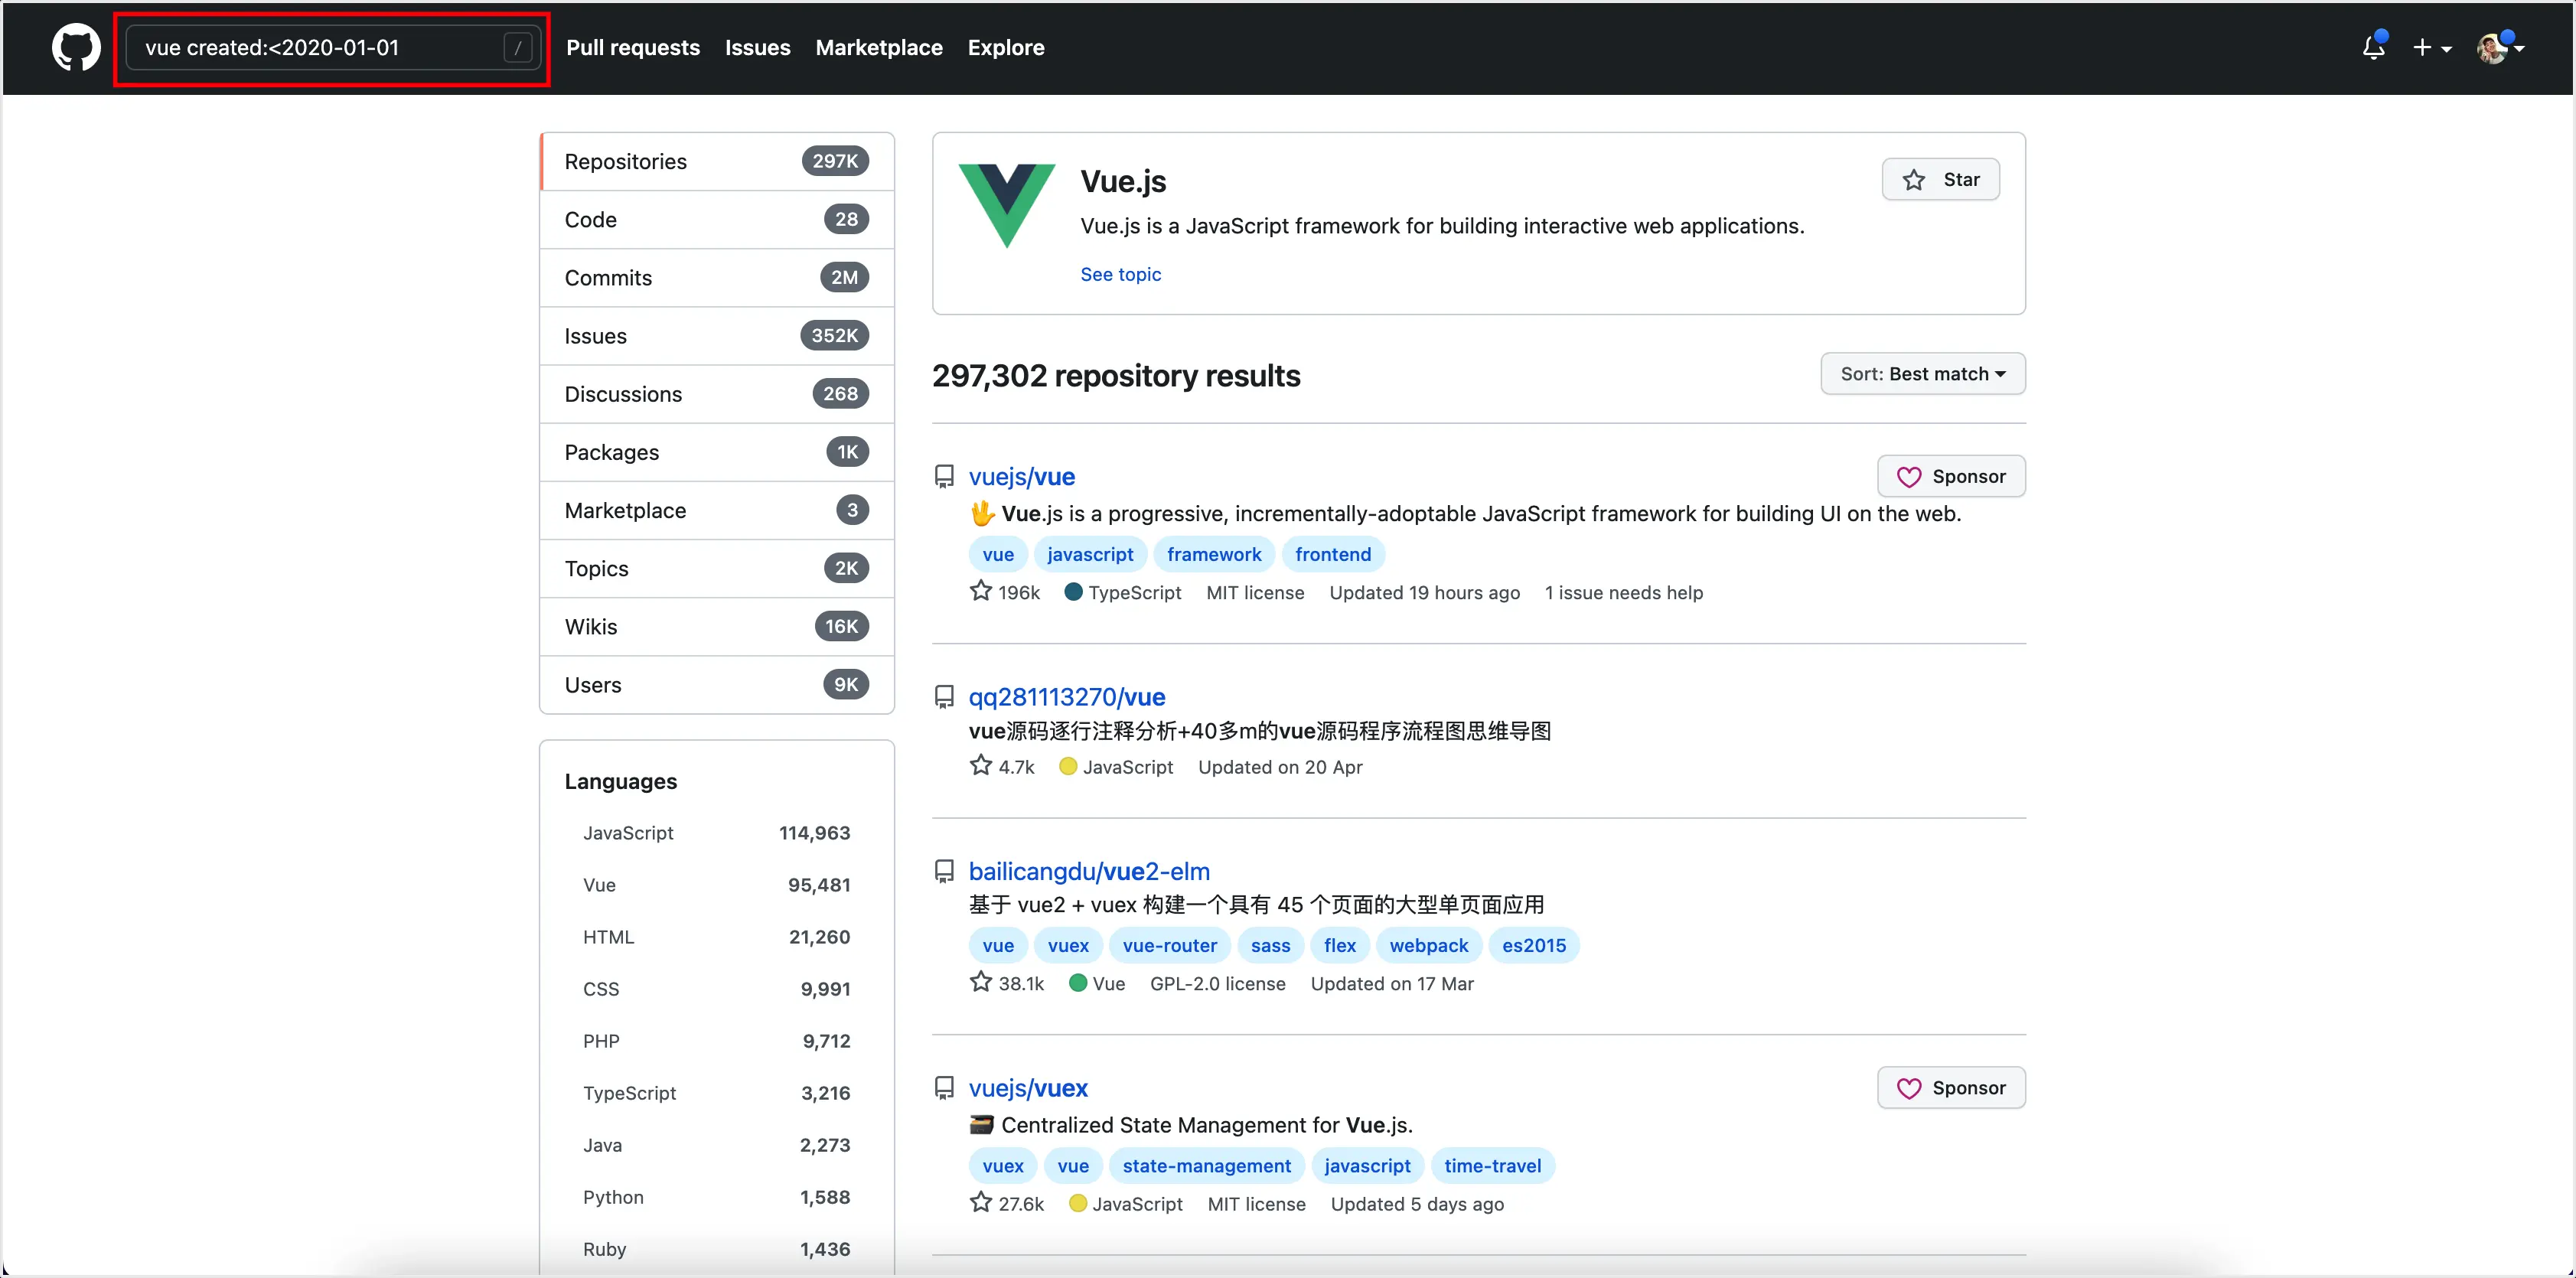 vue created:<2020-01-01 /
Pull requests Issues Marketplace Explore
Repositories 297K
Code 28
Commits 2M
Issues 352K
Discussions 268
Packages 1K
Marketplace 3
Topics 2K
Wikis 16K
Users 9K
Languages
JavaScript 114,963
Vue 95,481
HTML 21,260
CSS 9,991
PHP 9,712
TypeScript 3,216
Java 2,273
Python 1,588
Ruby 1,436
Vue.js
Star
Vue.js is a JavaScript framework for building interactive web applications.
See topic
297,302 repository results
Sort: Best match
vuejs/vue
Sponsor
🖖 Vue.js is a progressive, incrementally-adoptable JavaScript framework for building UI on the web.
vue javascript framework frontend
196k TypeScript MIT license Updated 19 hours ago 1 issue needs help
qq281113270/vue
vue源码逐行注释分析+40多m的vue源码程序流程图思维导图
4.7k JavaScript Updated on 20 Apr
bailicangdu/vue2-elm
基于 vue2 + vuex 构建一个具有 45 个页面的大型单页面应用
vue vuex vue-router sass flex webpack es2015
38.1k Vue GPL-2.0 license Updated on 17 Mar
vuejs/vuex
Sponsor
🗃️ Centralized State Management for Vue.js.
vuex vue state-management javascript time-travel
27.6k JavaScript MIT license Updated 5 days ago